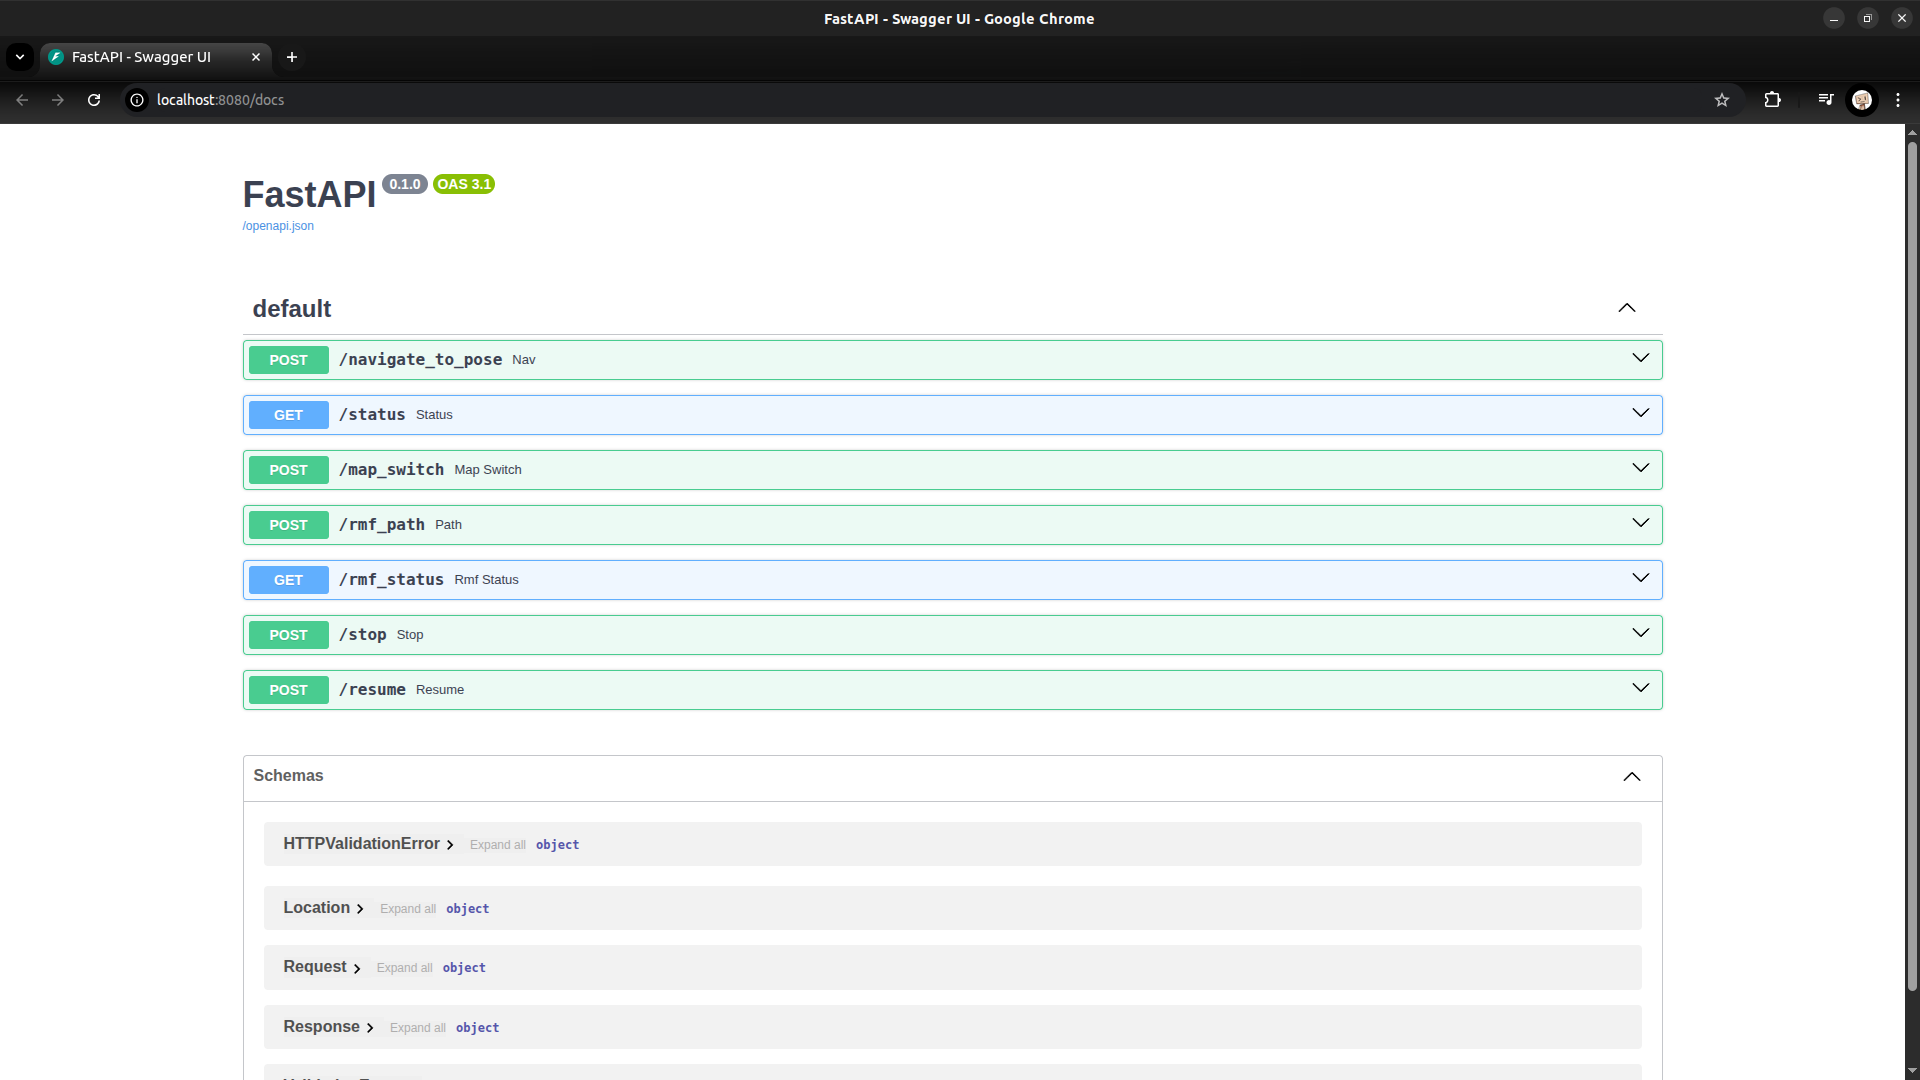 FastAPI - Swagger UI - Google Chrome
FastAPI - Swagger UI
localhost:8080/docs
FastAPI 0.1.0 OAS 3.1
/openapi.json
default
POST /navigate_to_pose Nav
GET /status Status
POST /map_switch Map Switch
POST /rmf_path Path
GET /rmf_status Rmf Status
POST /stop Stop
POST /resume Resume
Schemas
HTTPValidationError Expand all object
Location Expand all object
Request Expand all object
Response Expand all object